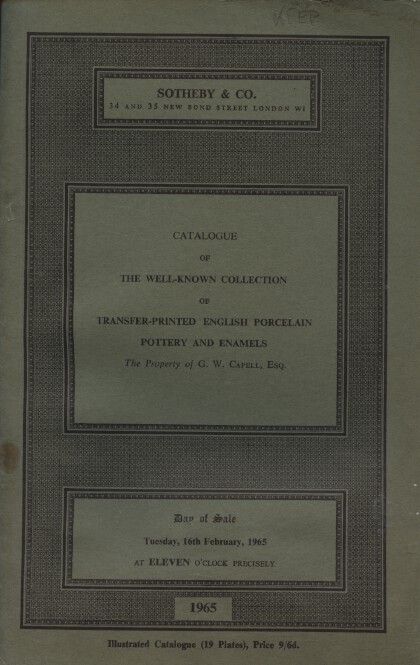 KEEP
SOTHEBY & CO.
34 AND 35 NEW BOND STREET LONDON W1
CATALOGUE
OF
THE WELL-KNOWN COLLECTION
OF
TRANSFER-PRINTED ENGLISH PORCELAIN
POTTERY AND ENAMELS
The Property of G. W. CAPELL, ESQ.
Day of Sale
Tuesday, 16th February, 1965
AT ELEVEN O'CLOCK PRECISELY
1965
Illustrated Catalogue (19 Plates), Price 9/6d.